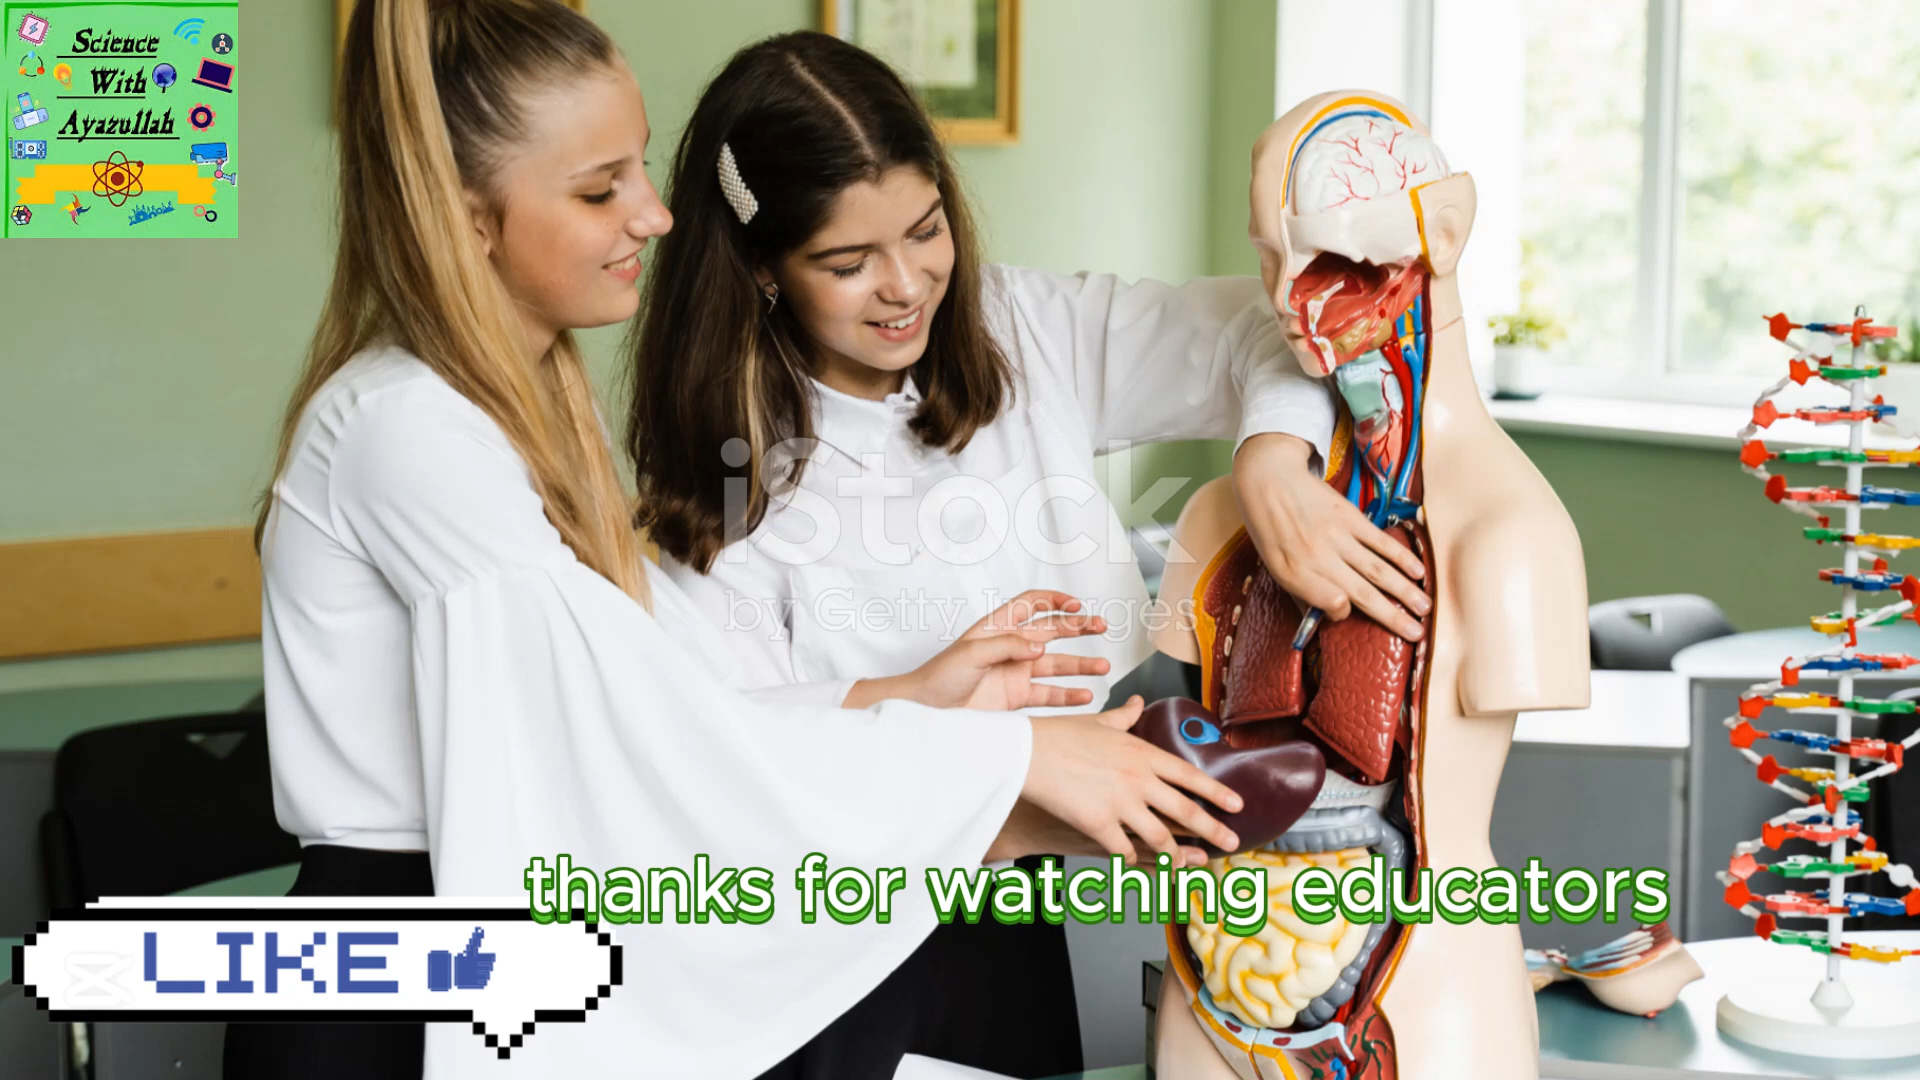 Science
With
Ayazullah
iStock
by Getty Images
thanks for watching educators
LIKE